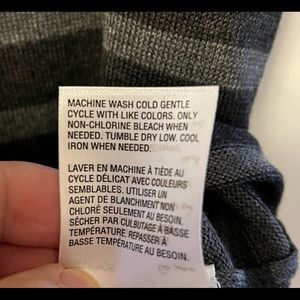 MACHINE WASH COLD GENTLE
CYCLE WITH LIKE COLORS. ONLY
NON-CHLORINE BLEACH WHEN
NEEDED. TUMBLE DRY LOW. COOL
IRON WHEN NEEDED.
LAVER EN MACHINE À TIÈDE AU
CYCLE DÉLICAT AVEC COULEURS
SEMBLABLES. UTILISER UN
AGENT DE BLANCHIMENT NON
CHLORÉ SEULEMENT AU BESOIN.
SÉCHER PAR CULBUTAGE À BASSE
TEMPÉRATURE REPASSER À
BASSE TEMPÉRATURE AU BESOIN.